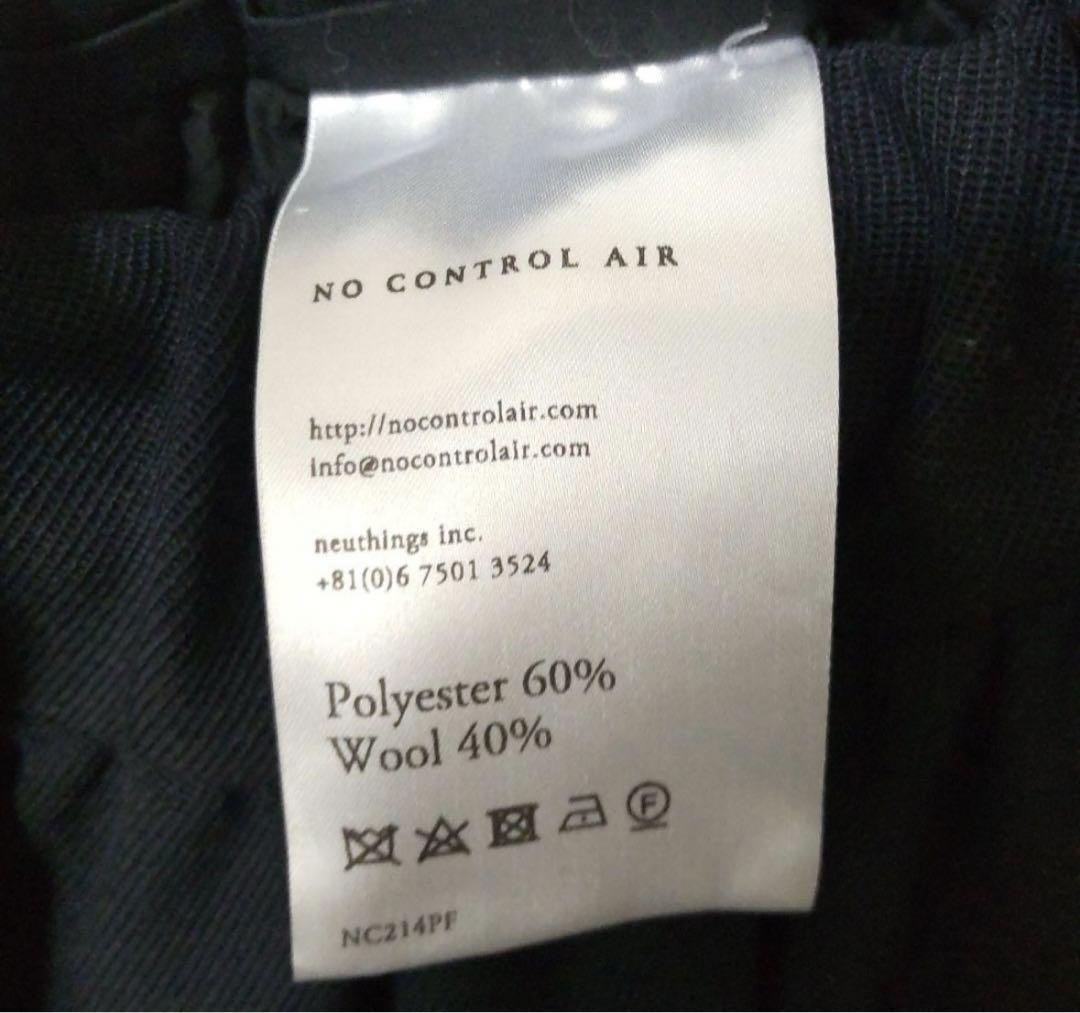 NO CONTROL AIR
http://nocontrolair.com
info@nocontrolair.com
neuthings inc.
+81(0)6 7501 3524
Polyester 60%
Wool 40%
F
NC214PF